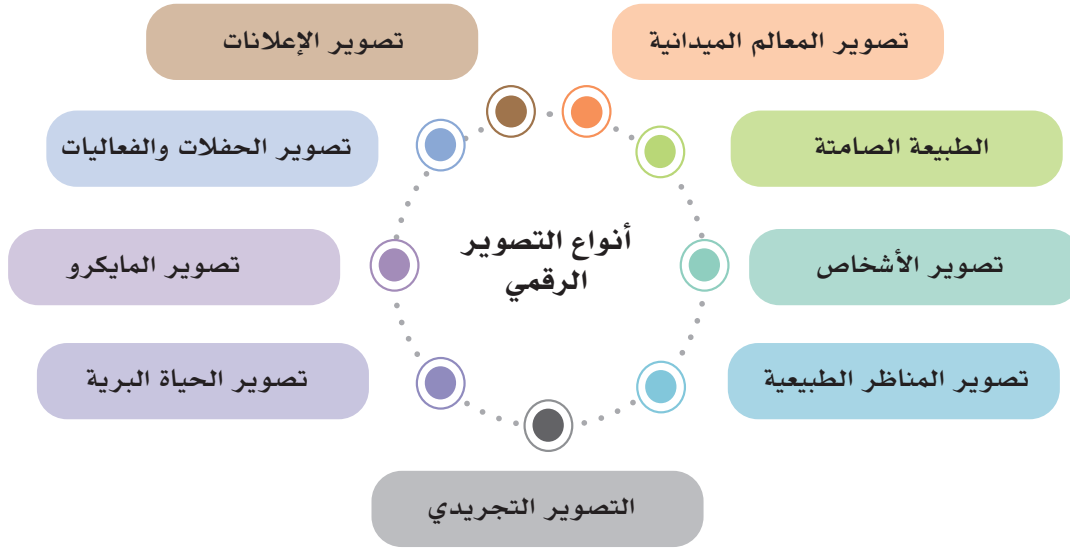 تصوير المعالم الميدانية
تصوير الإعلانات
الطبيعة الصامتة
تصوير الحفلات والفعاليات
أنواع التصوير
الرقمي
تصوير الأشخاص
تصوير المايكرو
تصوير المناظر الطبيعية
تصوير الحياة البرية
التصوير التجريدي